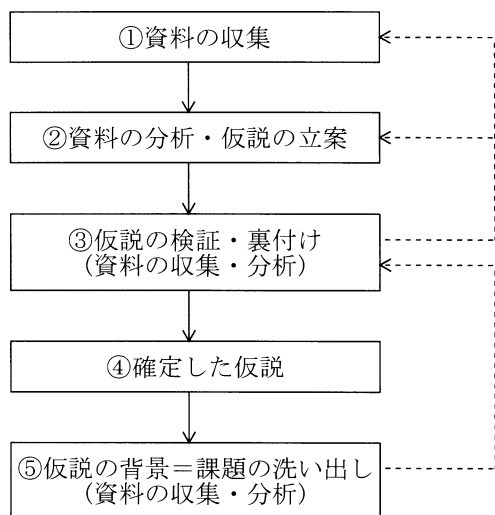 ①資料の収集
②資料の分析・仮説の立案
③仮説の検証・裏付け
(資料の収集・分析)
④確定した仮説
⑤仮説の背景=課題の洗い出し
(資料の収集・分析)